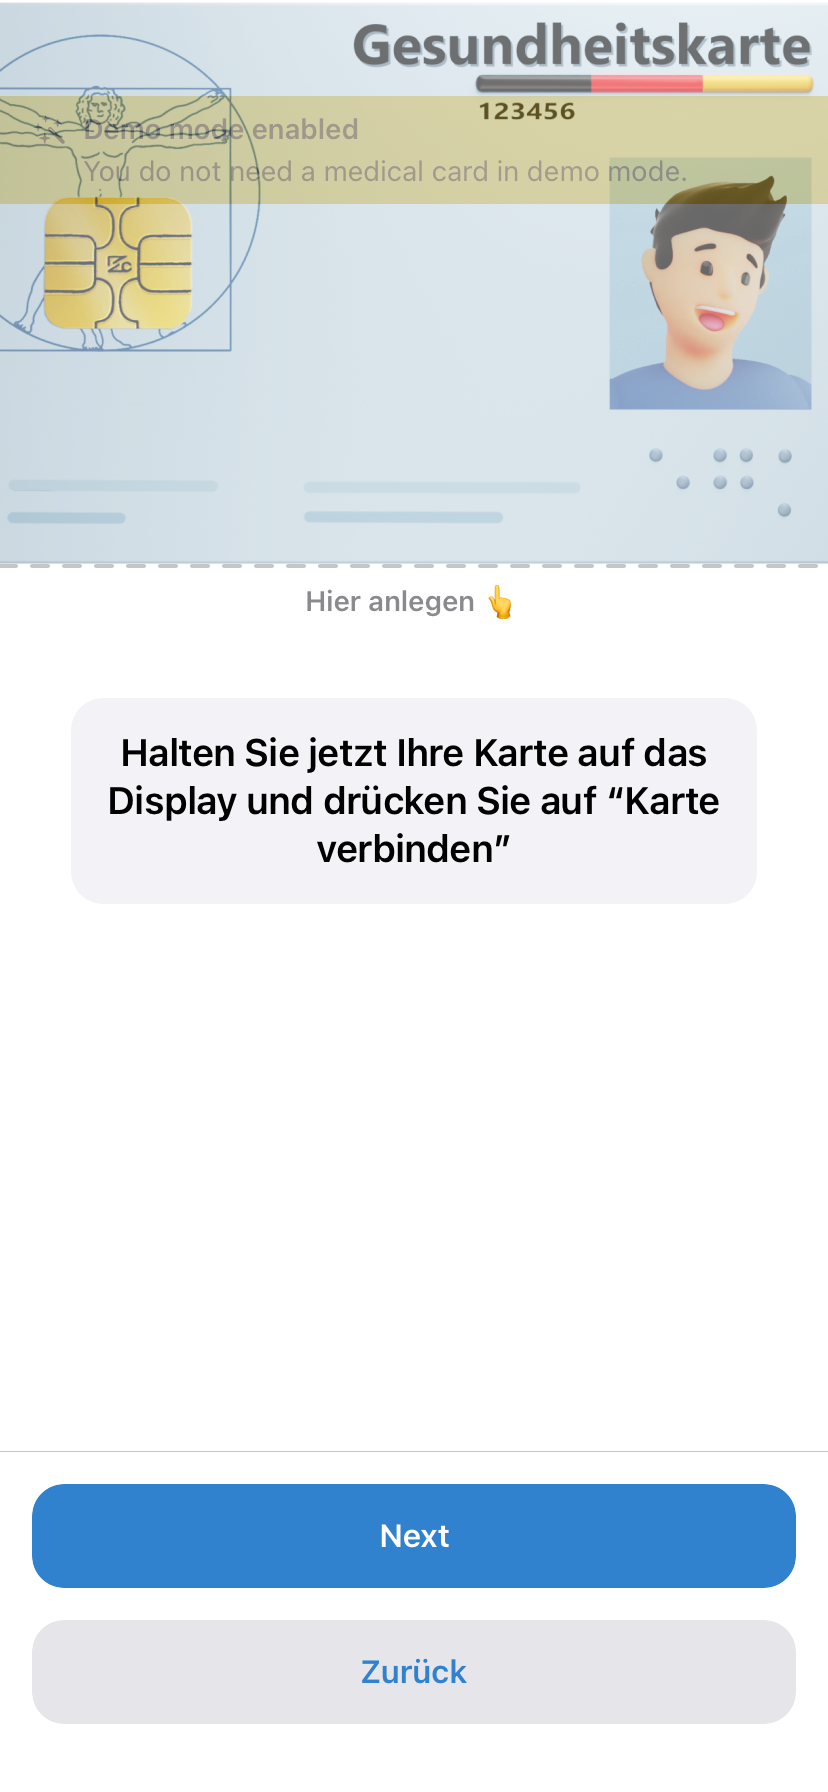 Gesundheitskarte
123456
Demo mode enabled
You do not need a medical card in demo mode.
Hier anlegen 👆
Halten Sie jetzt Ihre Karte auf das
Display und drücken Sie auf “Karte
verbinden”
Next
Zurück